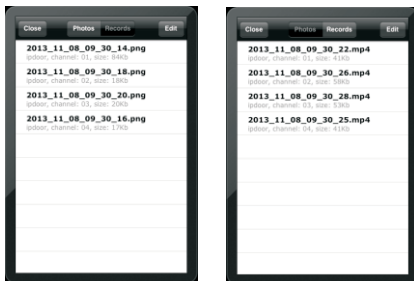 Close Photos Records Edit
2013_11_08_09_30_14.png
ipdoor, channel: 01, size: 84Kb
2013_11_08_09_30_18.png
ipdoor, channel: 02, size: 18Kb
2013_11_08_09_30_20.png
ipdoor, channel: 03, size: 20Kb
2013_11_08_09_30_16.png
ipdoor, channel: 04, size: 17Kb
Close Photos Records Edit
2013_11_08_09_30_22.mp4
ipdoor, channel: 01, size: 41Kb
2013_11_08_09_30_26.mp4
ipdoor, channel: 02, size: 58Kb
2013_11_08_09_30_28.mp4
ipdoor, channel: 03, size: 53Kb
2013_11_08_09_30_25.mp4
ipdoor, channel: 04, size: 41Kb